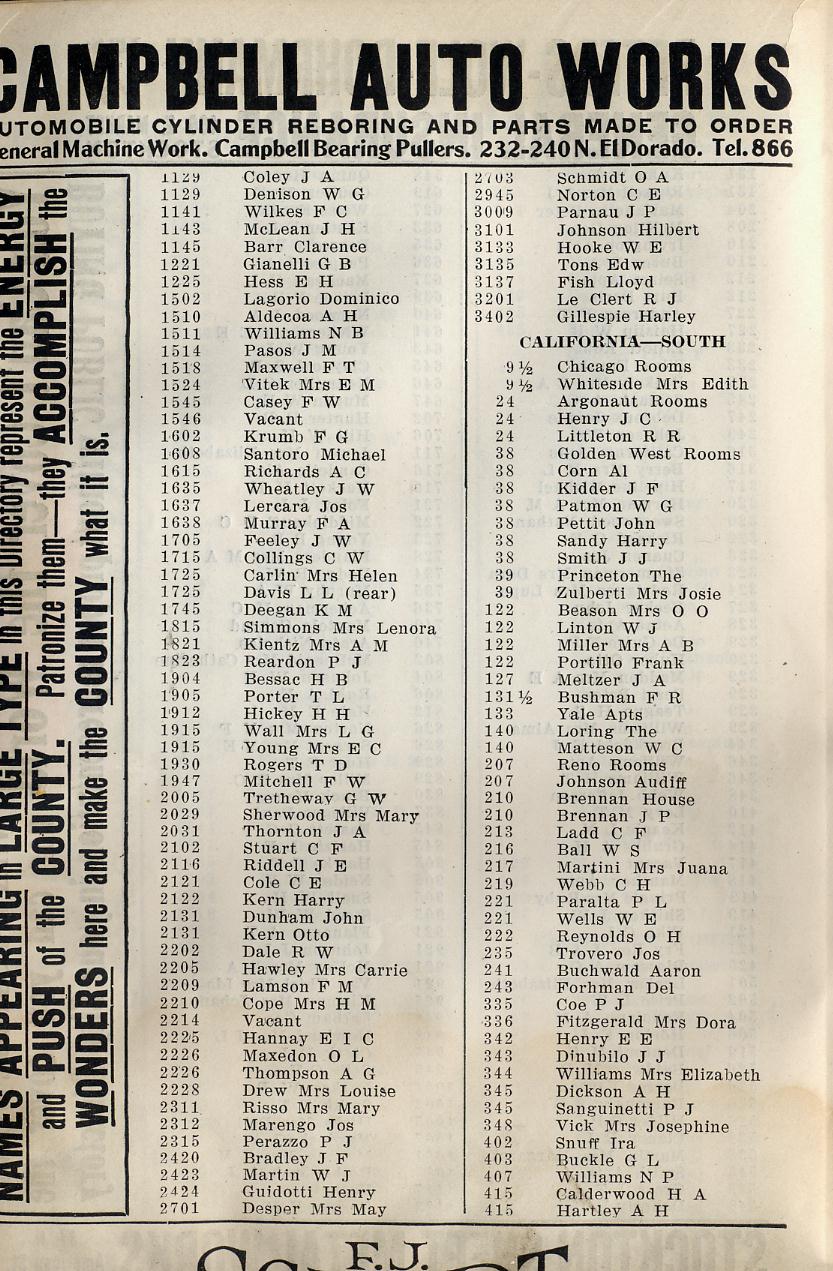 CAMPBELL AUTO WORKS
UTOMOBILE CYLINDER REBORING AND PARTS MADE TO ORDER
eneral Machine Work. Campbell Bearing Pullers. 232-240 N. El Dorado. Tel. 866
NAMES APPEARING in LARGE TYPE in this Directory represent the ENERGY
and PUSH of the COUNTY. Patronize them—they ACCOMPLISH the
WONDERS here and make the COUNTY what it is.
1129 Coley J A
1129 Denison W G
1141 Wilkes F C
1143 McLean J H
1145 Barr Clarence
1221 Gianelli G B
1225 Hess E H
1502 Lagorio Dominico
1510 Aldecoa A H
1511 Williams N B
1514 Pasos J M
1518 Maxwell F T
1524 Vitek Mrs E M
1545 Casey F W
1546 Vacant
1602 Krumb F G
1608 Santoro Michael
1615 Richards A C
1635 Wheatley J W
1637 Lercara Jos
1638 Murray F A
1705 Feeley J W
1715 Collings C W
1725 Carlin Mrs Helen
1725 Davis L L (rear)
1745 Deegan K M
1815 Simmons Mrs Lenora
1821 Kientz Mrs A M
1823 Reardon P J
1904 Bessac H B
1905 Porter T L
1912 Hickey H H
1915 Wall Mrs L G
1915 Young Mrs E C
1930 Rogers T D
1947 Mitchell F W
2005 Tretheway G W
2029 Sherwood Mrs Mary
2031 Thornton J A
2102 Stuart C F
2116 Riddell J E
2121 Cole C E
2122 Kern Harry
2131 Dunham John
2131 Kern Otto
2202 Dale R W
2205 Hawley Mrs Carrie
2209 Lamson F M
2210 Cope Mrs H M
2214 Vacant
2225 Hannay E I C
2226 Maxedon O L
2226 Thompson A G
2228 Drew Mrs Louise
2311 Risso Mrs Mary
2312 Marengo Jos
2315 Perazzo P J
2420 Bradley J F
2423 Martin W J
2424 Guidotti Henry
2701 Desper Mrs May
2703 Schmidt O A
2945 Norton C E
3009 Parnau J P
3101 Johnson Hilbert
3133 Hooke W E
3135 Tons Edw
3137 Fish Lloyd
3201 Le Clert R J
3402 Gillespie Harley
CALIFORNIA—SOUTH
9 ½ Chicago Rooms
9 ½ Whiteside Mrs Edith
24 Argonaut Rooms
24 Henry J C
24 Littleton R R
38 Golden West Rooms
38 Corn Al
38 Kidder J F
38 Patmon W G
38 Pettit John
38 Sandy Harry
38 Smith J J
39 Princeton The
39 Zulberti Mrs Josie
122 Beason Mrs O O
122 Linton W J
122 Miller Mrs A B
122 Portillo Frank
127 Meltzer J A
131 ½ Bushman F R
133 Yale Apts
140 Loring The
140 Matteson W C
207 Reno Rooms
207 Johnson Audiff
210 Brennan House
210 Brennan J P
213 Ladd C F
216 Ball W S
217 Martini Mrs Juana
219 Webb C H
221 Paralta P L
221 Wells W E
222 Reynolds O H
235 Trovero Jos
241 Buchwald Aaron
243 Forhman Del
335 Coe P J
336 Fitzgerald Mrs Dora
342 Henry E E
343 Dinubilo J J
344 Williams Mrs Elizabeth
345 Dickson A H
345 Sanguinetti P J
348 Vick Mrs Josephine
402 Snuff Ira
403 Buckle G L
407 Williams N P
415 Calderwood H A
415 Hartley A H
F.J.